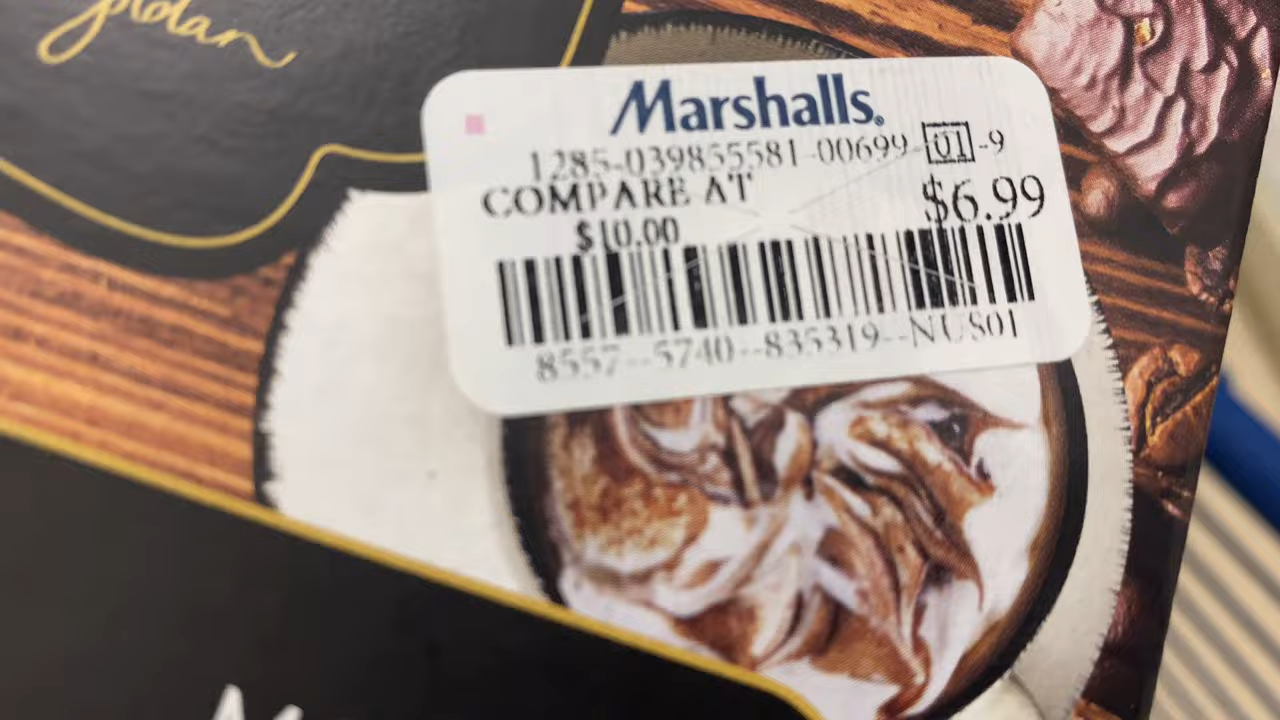 Marshalls.
1285-039855581-00699 01 -9
COMPARE AT
$10.00
$6.99
8557--5740--835319--NUS01